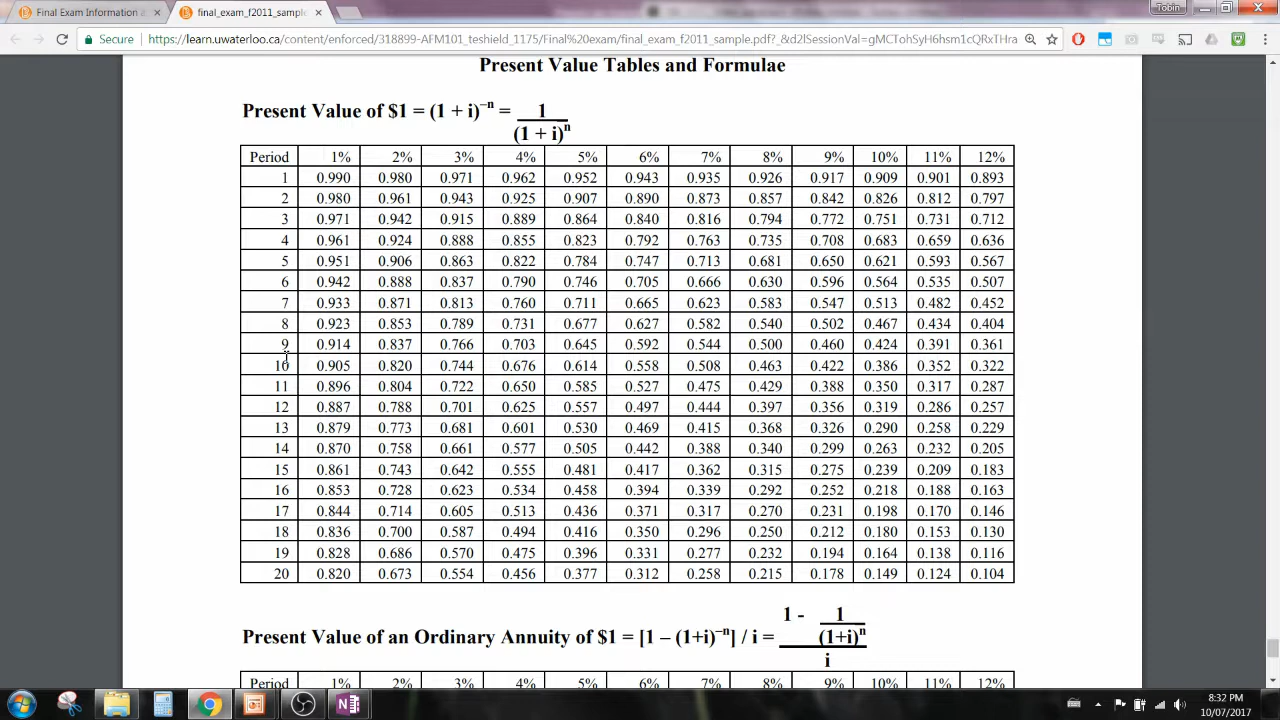 Final Exam Information a
final_exam_f2011_sample
Tobin
Secure
https://learn.uwaterloo.ca/content/enforced/318899-AFM101_teshield_1175/Final%20exam/final_exam_f2011_sample.pdf?_&d2lSessionVal=gMCTohSyH6hsm1cQRxTHra
Present Value Tables and Formulae
Present Value of $1 = (1 + i)⁻ⁿ = 1
(1 + i)ⁿ
Period 1% 2% 3% 4% 5% 6% 7% 8% 9% 10% 11% 12%
1 0.990 0.980 0.971 0.962 0.952 0.943 0.935 0.926 0.917 0.909 0.901 0.893
2 0.980 0.961 0.943 0.925 0.907 0.890 0.873 0.857 0.842 0.826 0.812 0.797
3 0.971 0.942 0.915 0.889 0.864 0.840 0.816 0.794 0.772 0.751 0.731 0.712
4 0.961 0.924 0.888 0.855 0.823 0.792 0.763 0.735 0.708 0.683 0.659 0.636
5 0.951 0.906 0.863 0.822 0.784 0.747 0.713 0.681 0.650 0.621 0.593 0.567
6 0.942 0.888 0.837 0.790 0.746 0.705 0.666 0.630 0.596 0.564 0.535 0.507
7 0.933 0.871 0.813 0.760 0.711 0.665 0.623 0.583 0.547 0.513 0.482 0.452
8 0.923 0.853 0.789 0.731 0.677 0.627 0.582 0.540 0.502 0.467 0.434 0.404
9 0.914 0.837 0.766 0.703 0.645 0.592 0.544 0.500 0.460 0.424 0.391 0.361
10 0.905 0.820 0.744 0.676 0.614 0.558 0.508 0.463 0.422 0.386 0.352 0.322
11 0.896 0.804 0.722 0.650 0.585 0.527 0.475 0.429 0.388 0.350 0.317 0.287
12 0.887 0.788 0.701 0.625 0.557 0.497 0.444 0.397 0.356 0.319 0.286 0.257
13 0.879 0.773 0.681 0.601 0.530 0.469 0.415 0.368 0.326 0.290 0.258 0.229
14 0.870 0.758 0.661 0.577 0.505 0.442 0.388 0.340 0.299 0.263 0.232 0.205
15 0.861 0.743 0.642 0.555 0.481 0.417 0.362 0.315 0.275 0.239 0.209 0.183
16 0.853 0.728 0.623 0.534 0.458 0.394 0.339 0.292 0.252 0.218 0.188 0.163
17 0.844 0.714 0.605 0.513 0.436 0.371 0.317 0.270 0.231 0.198 0.170 0.146
18 0.836 0.700 0.587 0.494 0.416 0.350 0.296 0.250 0.212 0.180 0.153 0.130
19 0.828 0.686 0.570 0.475 0.396 0.331 0.277 0.232 0.194 0.164 0.138 0.116
20 0.820 0.673 0.554 0.456 0.377 0.312 0.258 0.215 0.178 0.149 0.124 0.104
1 - 1
Present Value of an Ordinary Annuity of $1 = [1 – (1+i)⁻ⁿ] / i = (1+i)ⁿ
i
Period 1% 2% 3% 4% 5% 6% 7% 8% 9% 10% 11% 12%
8:32 PM
10/07/2017